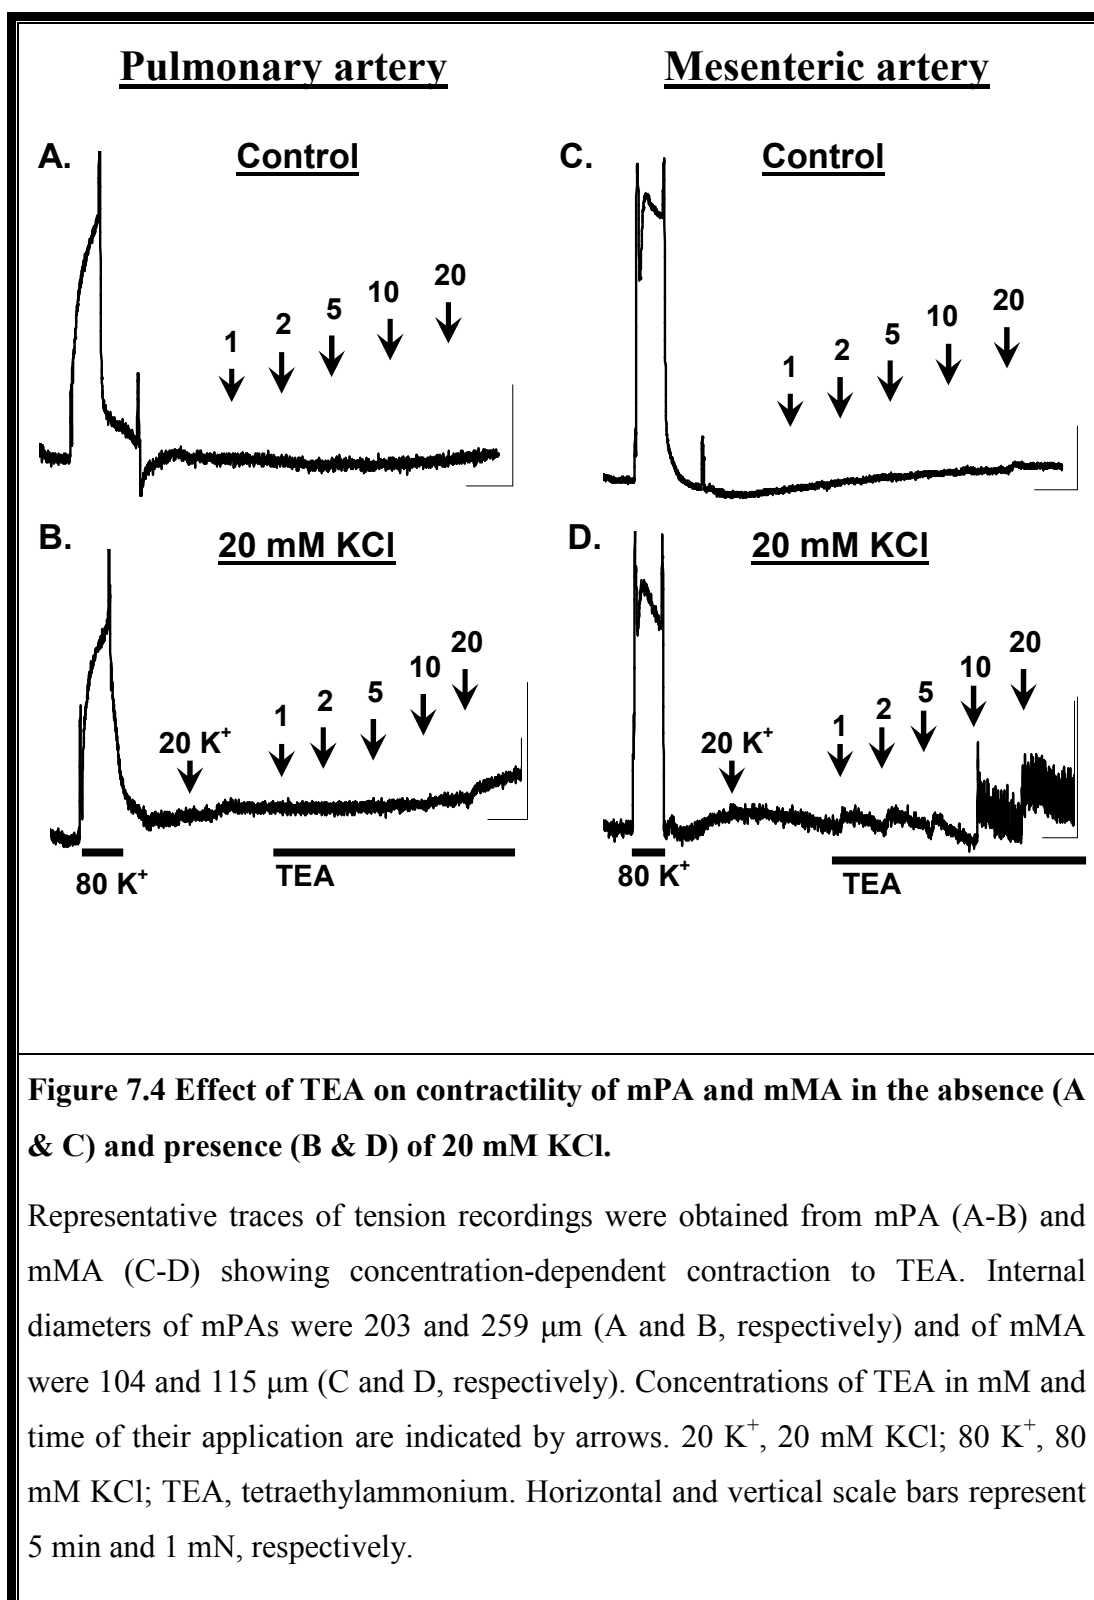 Pulmonary artery
Mesenteric artery
A.
Control
1
2
5
10
20
C.
Control
1
2
5
10
20
B.
20 mM KCl
20 K⁺
1
2
5
10
20
80 K⁺
TEA
D.
20 mM KCl
20 K⁺
1
2
5
10
20
80 K⁺
TEA
Figure 7.4 Effect of TEA on contractility of mPA and mMA in the absence (A
& C) and presence (B & D) of 20 mM KCl.
Representative traces of tension recordings were obtained from mPA (A-B) and
mMA (C-D) showing concentration-dependent contraction to TEA. Internal
diameters of mPAs were 203 and 259 μm (A and B, respectively) and of mMA
were 104 and 115 μm (C and D, respectively). Concentrations of TEA in mM and
time of their application are indicated by arrows. 20 K⁺, 20 mM KCl; 80 K⁺, 80
mM KCl; TEA, tetraethylammonium. Horizontal and vertical scale bars represent
5 min and 1 mN, respectively.